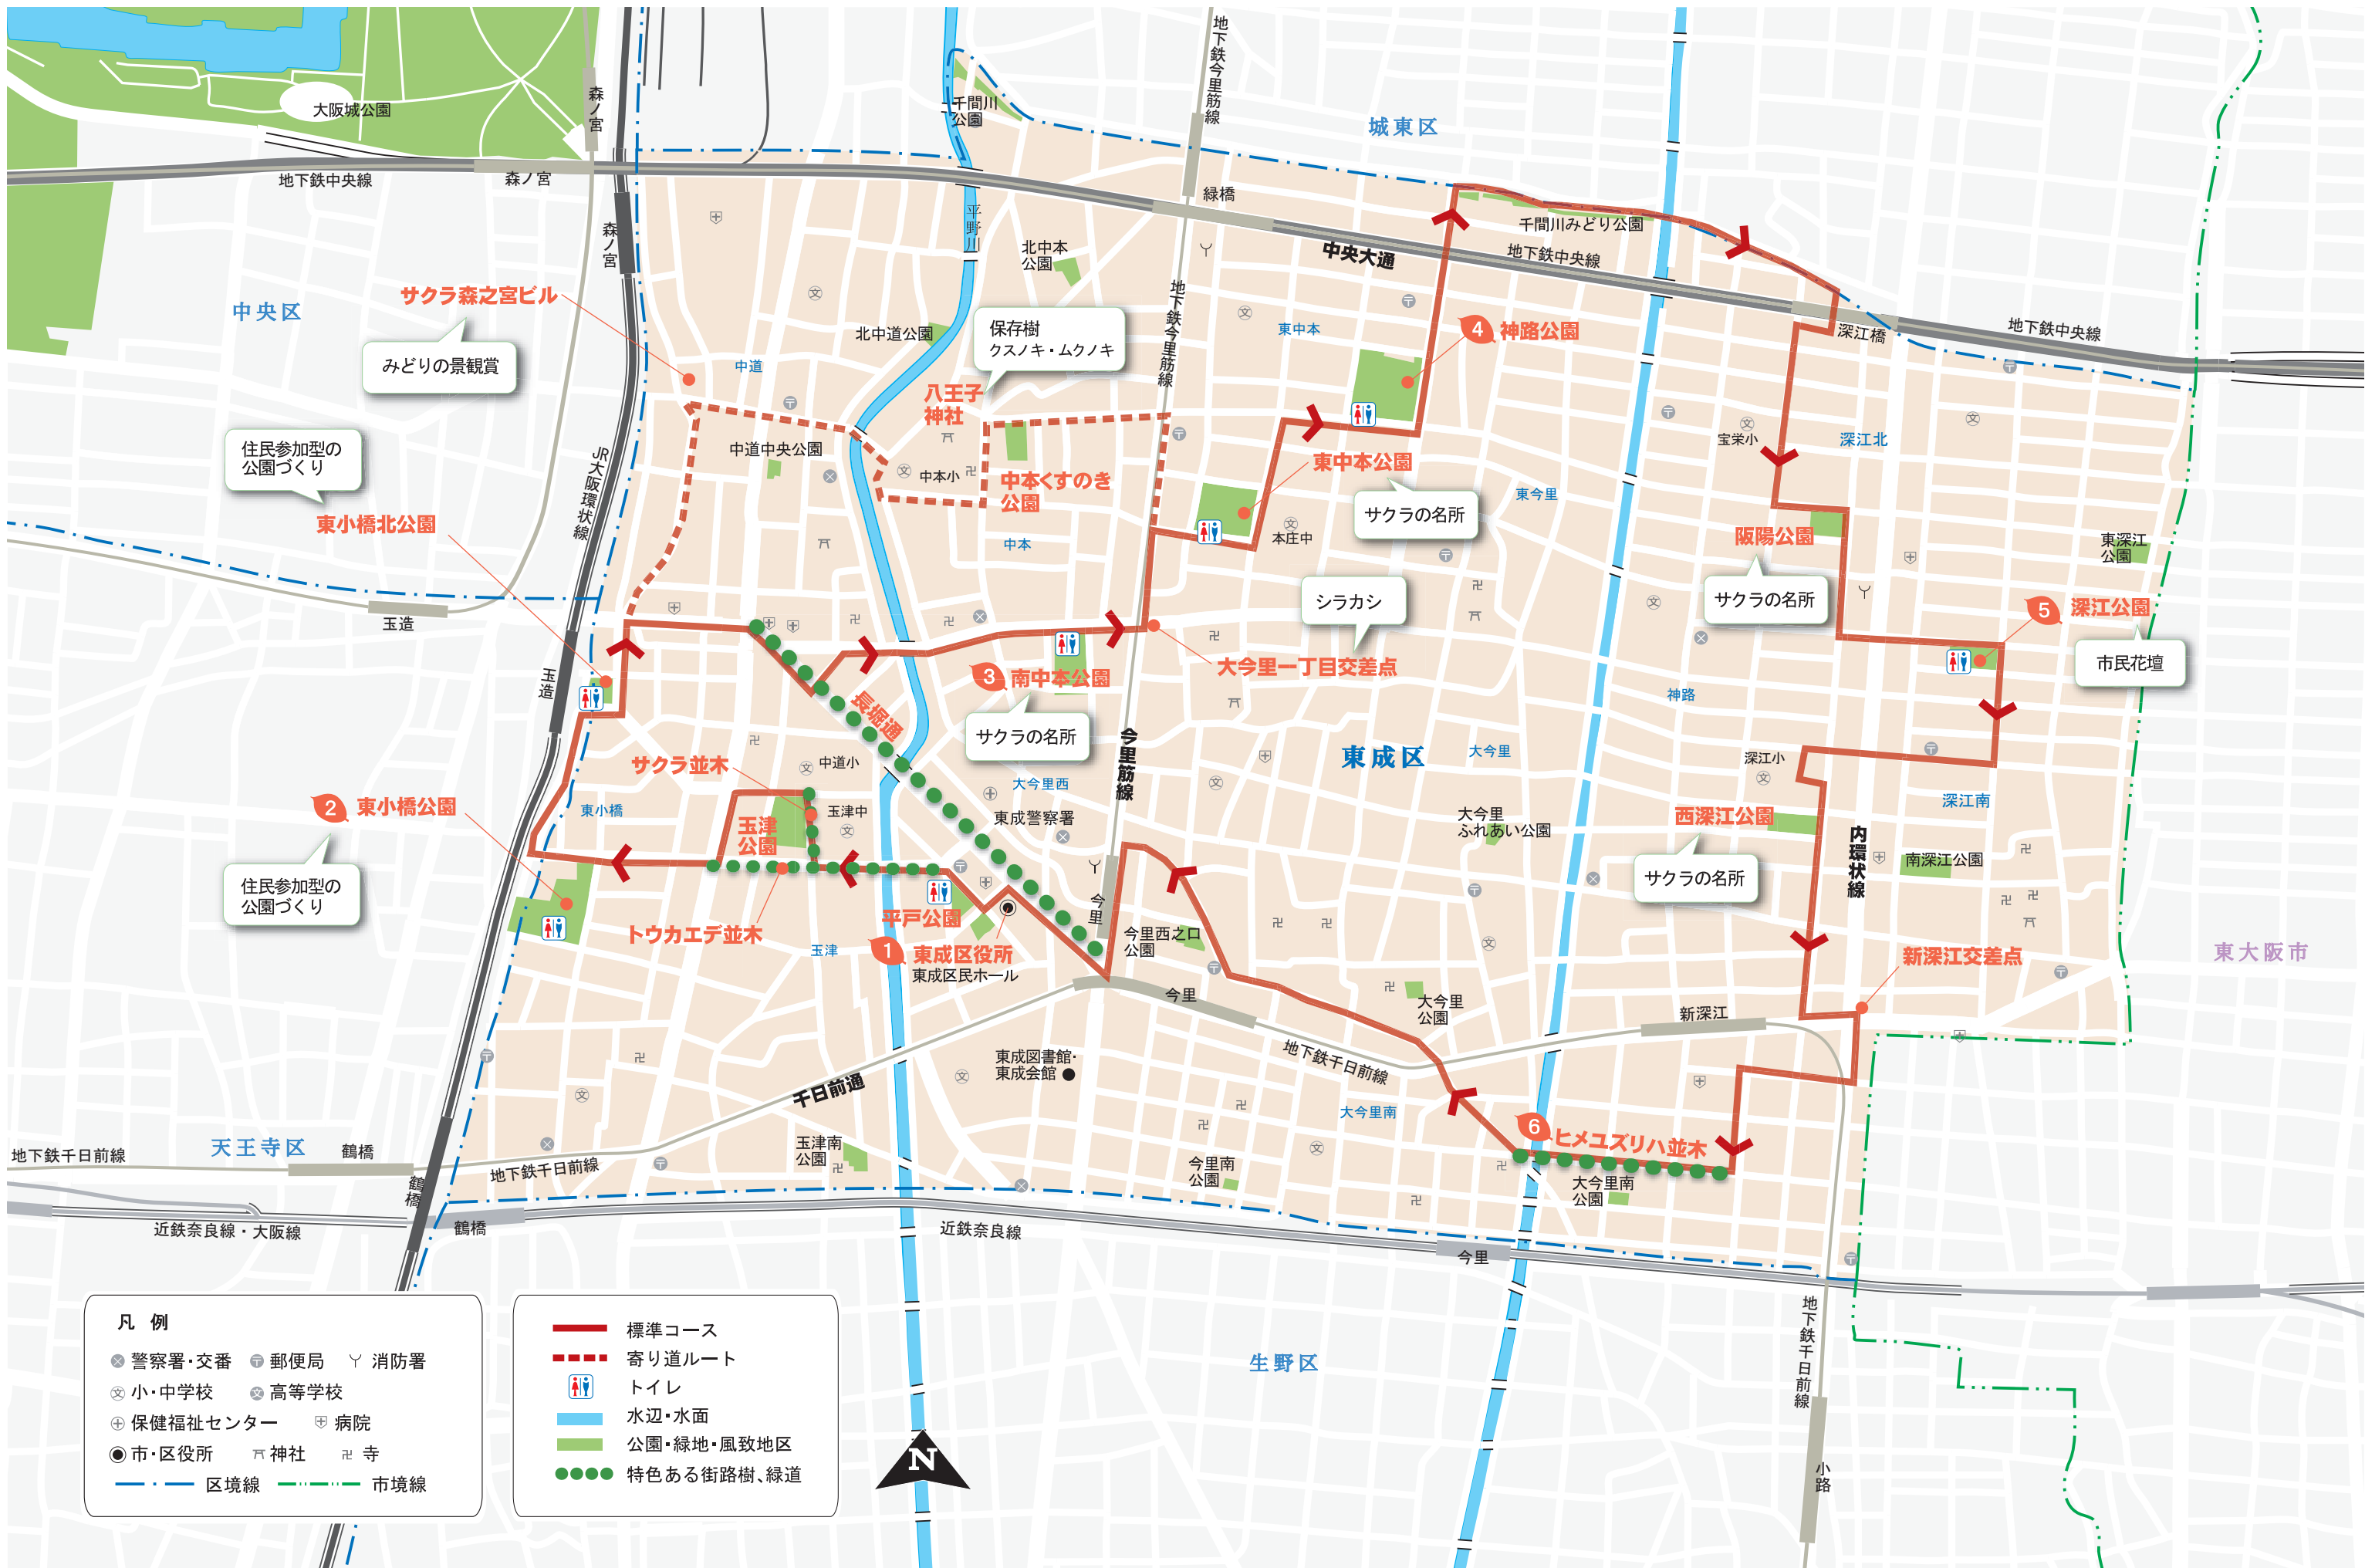 大阪城公園
森ノ宮
地下鉄中央線
森ノ宮
森ノ宮
千間川
公園
地下鉄今里筋線
城東区
緑橋
平野川
北中本
公園
中央大通
千間川みどり公園
地下鉄中央線
深江橋
地下鉄中央線
中央区
サクラ森之宮ビル
みどりの景観賞
北中道公園
保存樹
クスノキ・ムクノキ
地下鉄今里筋線
東中本
4 神路公園
中道
八王子
神社
中道中央公園
中本小
中本くすのき
公園
東中本公園
サクラの名所
本庄中
東今里
宝栄小
深江北
阪陽公園
サクラの名所
東深江
公園
住民参加型の
公園づくり
東小橋北公園
JR大阪環状線
玉造
玉造
中本
シラカシ
5 深江公園
市民花壇
3 南中本公園
サクラの名所
大今里一丁目交差点
長堀通
今里筋線
東成区
大今里
神路
深江小
深江南
サクラ並木
中道小
大今里西
2 東小橋公園
東小橋
玉津
公園
玉津中
東成警察署
大今里
ふれあい公園
西深江公園
サクラの名所
内環状線
南深江公園
住民参加型の
公園づくり
トウカエデ並木
平戸公園
今里
今里西之口
公園
玉津
1 東成区役所
東成区民ホール
新深江交差点
東大阪市
今里
大今里
公園
新深江
東成図書館・
東成会館
地下鉄千日前線
千日前通
大今里南
6 ヒメユズリハ並木
天王寺区
地下鉄千日前線
鶴橋
鶴橋
地下鉄千日前線
玉津南
公園
今里南
公園
大今里南
公園
近鉄奈良線・大阪線
鶴橋
近鉄奈良線
今里
地下鉄千日前線
生野区
小路
凡 例
警察署・交番 郵便局 消防署
小・中学校 高等学校
保健福祉センター 病院
市・区役所 神社 寺
区境線 市境線
標準コース
寄り道ルート
トイレ
水辺・水面
公園・緑地・風致地区
特色ある街路樹、緑道
N